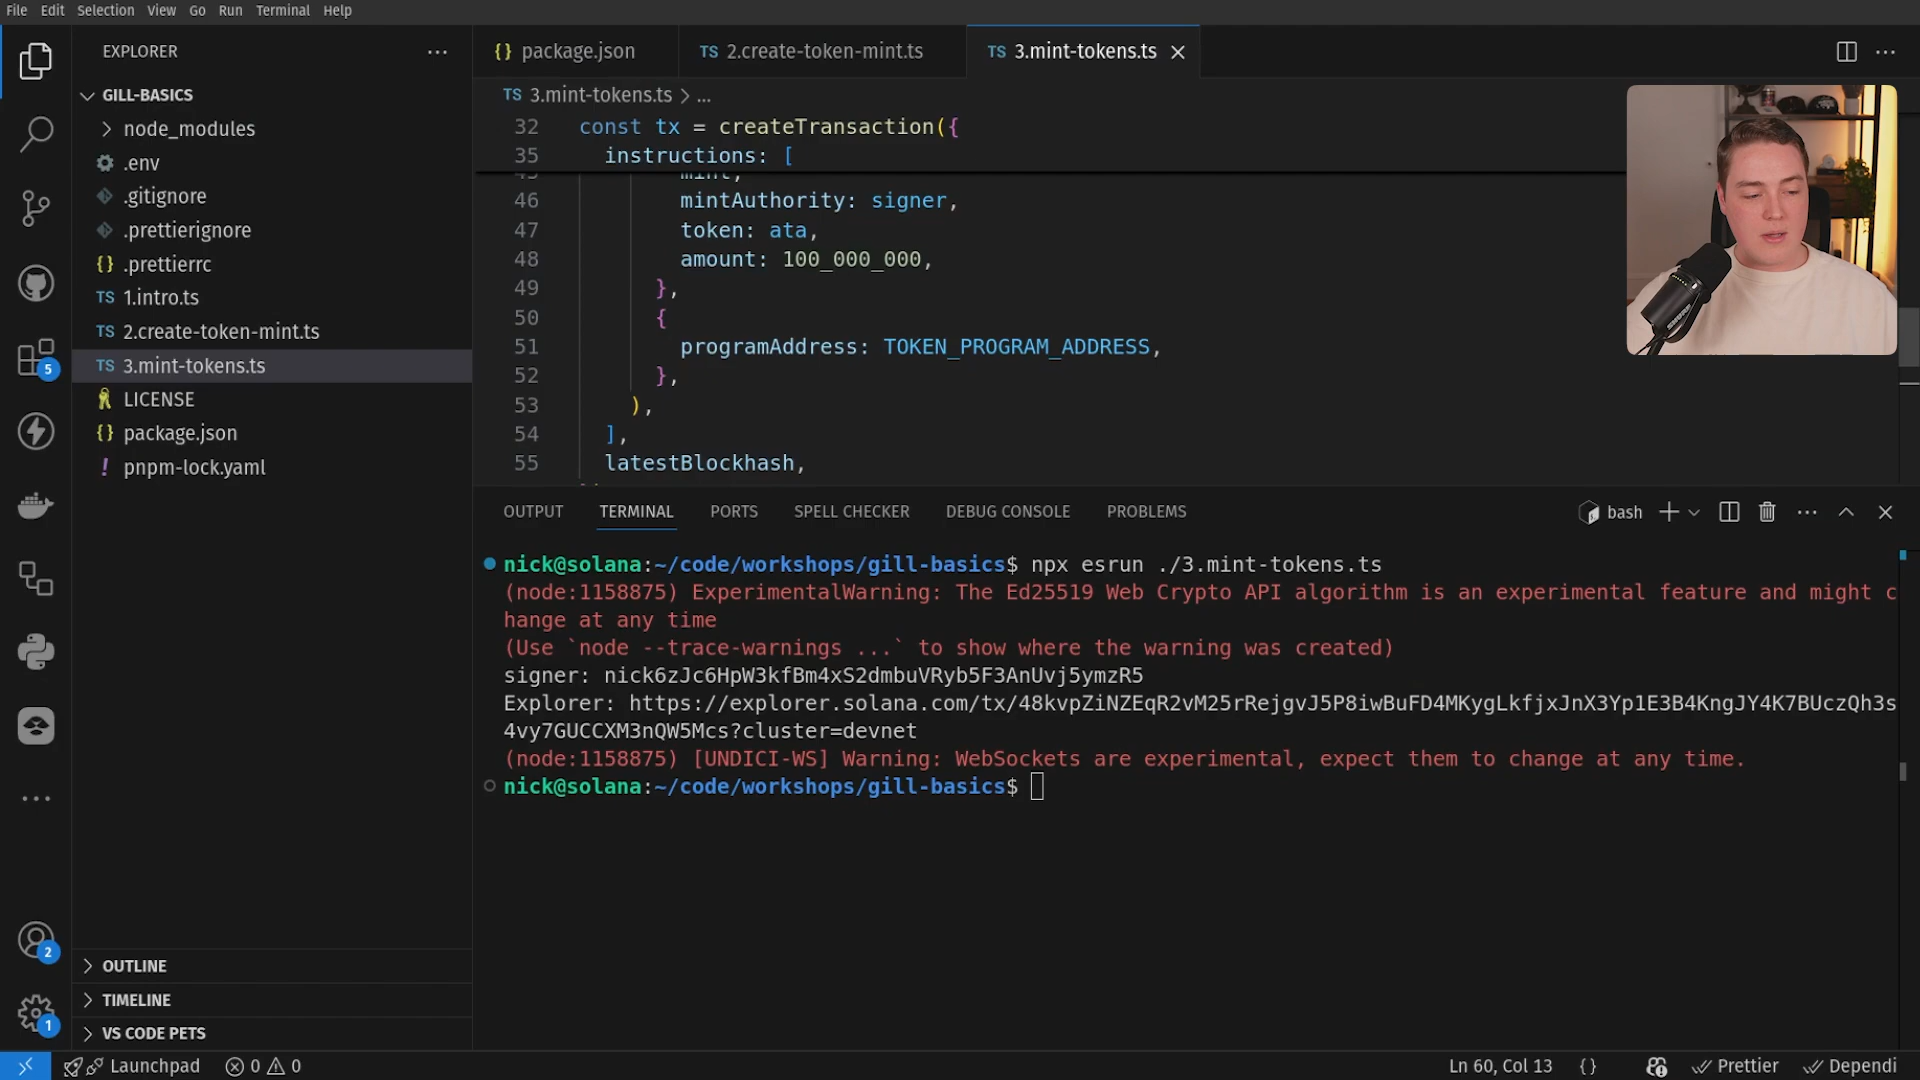 File Edit Selection View Go Run Terminal Help
EXPLORER
GILL-BASICS
node_modules
.env
.gitignore
.prettierignore
.prettierrc
1.intro.ts
2.create-token-mint.ts
3.mint-tokens.ts
LICENSE
package.json
pnpm-lock.yaml
OUTLINE
TIMELINE
VS CODE PETS
5
2
1
{} package.json TS 2.create-token-mint.ts TS 3.mint-tokens.ts
TS 3.mint-tokens.ts > ...
32 const tx = createTransaction({
35 instructions: [
mint,
46 mintAuthority: signer,
47 token: ata,
48 amount: 100_000_000,
49 },
50 {
51 programAddress: TOKEN_PROGRAM_ADDRESS,
52 },
53 ),
54 ],
55 latestBlockhash,
OUTPUT TERMINAL PORTS SPELL CHECKER DEBUG CONSOLE PROBLEMS bash
nick@solana:~/code/workshops/gill-basics$ npx esrun ./3.mint-tokens.ts
(node:1158875) ExperimentalWarning: The Ed25519 Web Crypto API algorithm is an experimental feature and might c
hange at any time
(Use `node --trace-warnings ...` to show where the warning was created)
signer: nick6zJc6HpW3kfBm4xS2dmbuVRyb5F3AnUvj5ymzR5
Explorer: https://explorer.solana.com/tx/48kvpZiNZEqR2vM25rRejgvJ5P8iwBuFD4MKygLkfjxJnX3Yp1E3B4KngJY4K7BUczQh3s
4vy7GUCCXM3nQW5Mcs?cluster=devnet
(node:1158875) [UNDICI-WS] Warning: WebSockets are experimental, expect them to change at any time.
nick@solana:~/code/workshops/gill-basics$
Launchpad 0 0 Ln 60, Col 13 {} Prettier Dependi